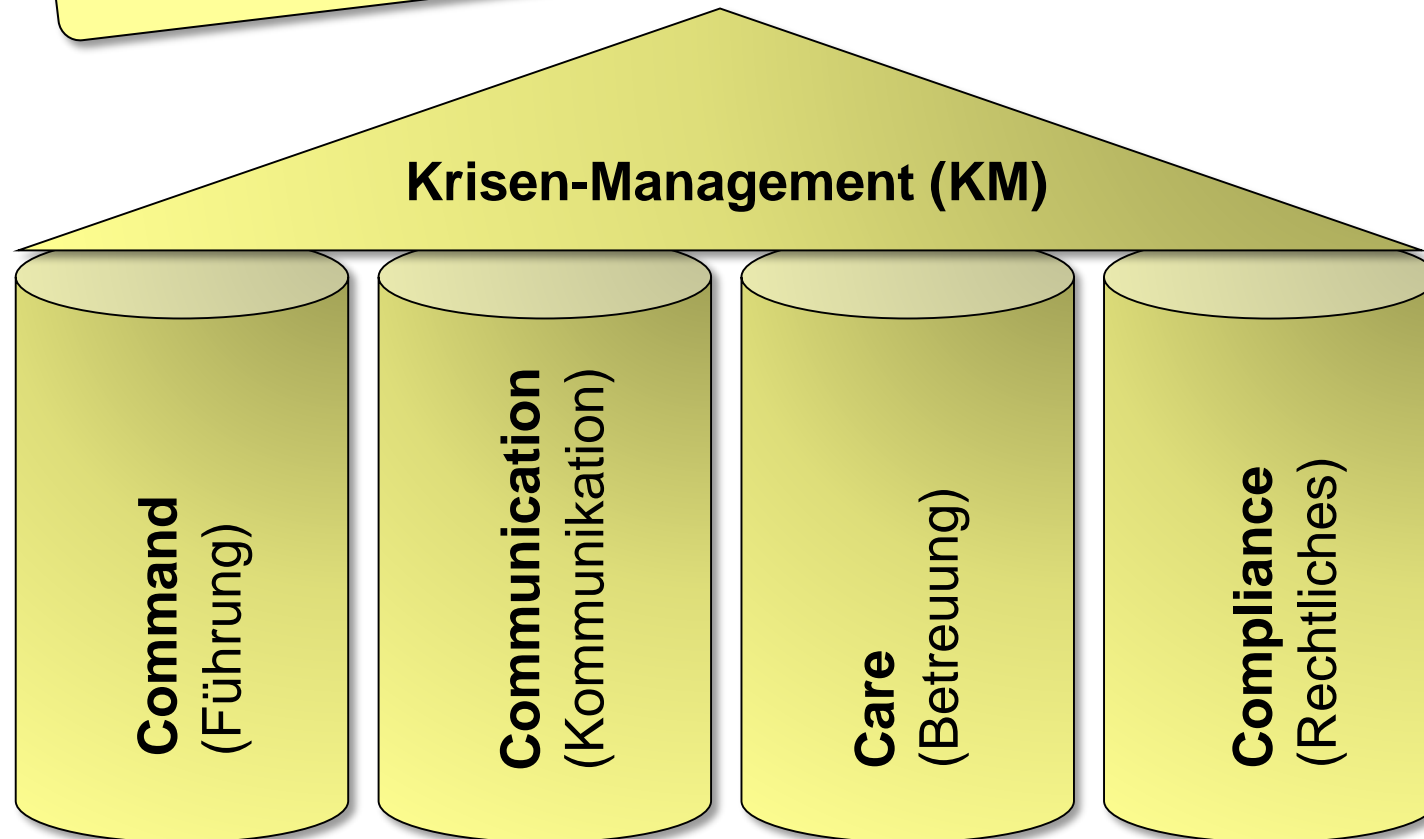 Krisen-Management (KM)
Command
(Führung)
Communication
(Kommunikation)
Care
(Betreuung)
Compliance
(Rechtliches)